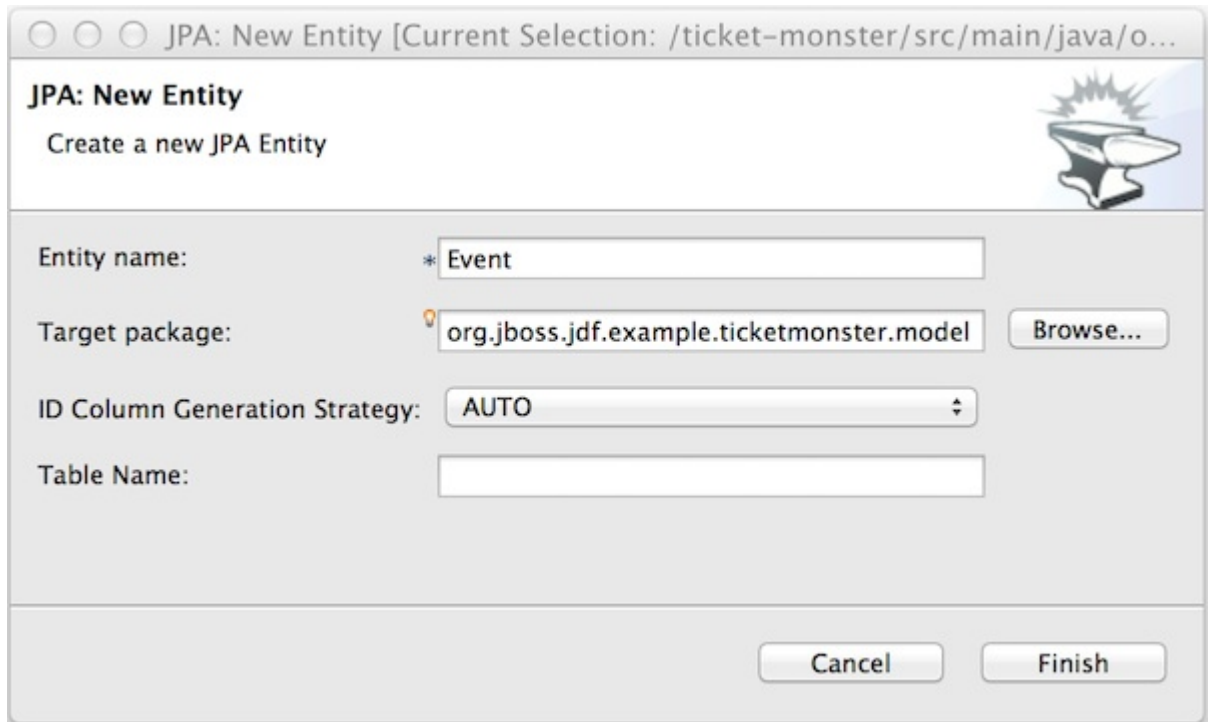 JPA: New Entity [Current Selection: /ticket-monster/src/main/java/o...
JPA: New Entity
Create a new JPA Entity
Entity name:
* Event
Target package:
org.jboss.jdf.example.ticketmonster.model
Browse...
ID Column Generation Strategy:
AUTO
Table Name:
Cancel
Finish